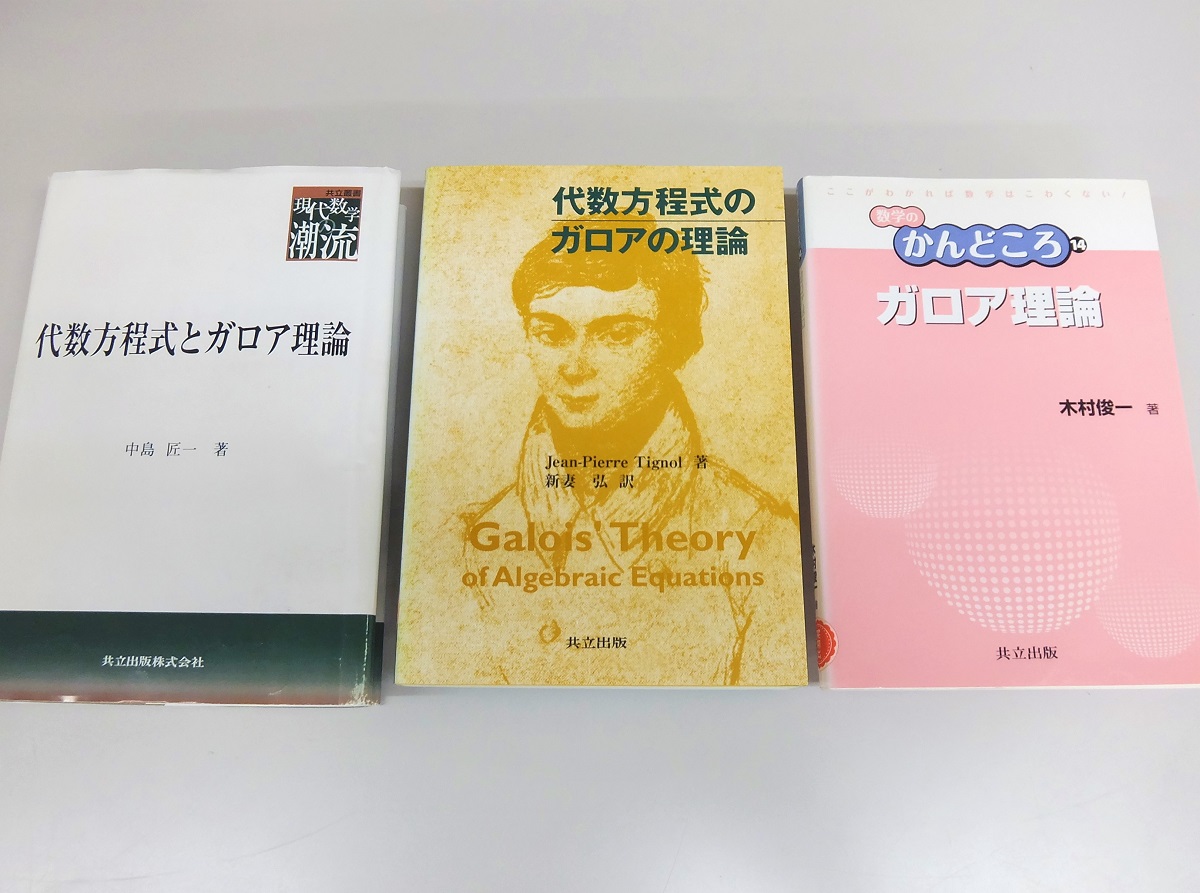 共立叢書
現代数学の
潮流
代数方程式とガロア理論
中島 匠一 著
共立出版株式会社
代数方程式の
ガロアの理論
Jean-Pierre Tignol 著
新妻 弘 訳
Galois' Theory
of Algebraic Equations
共立出版
ここがわかれば数学はこわくない!
数学の
かんどころ 14
ガロア理論
木村俊一 著
共立出版